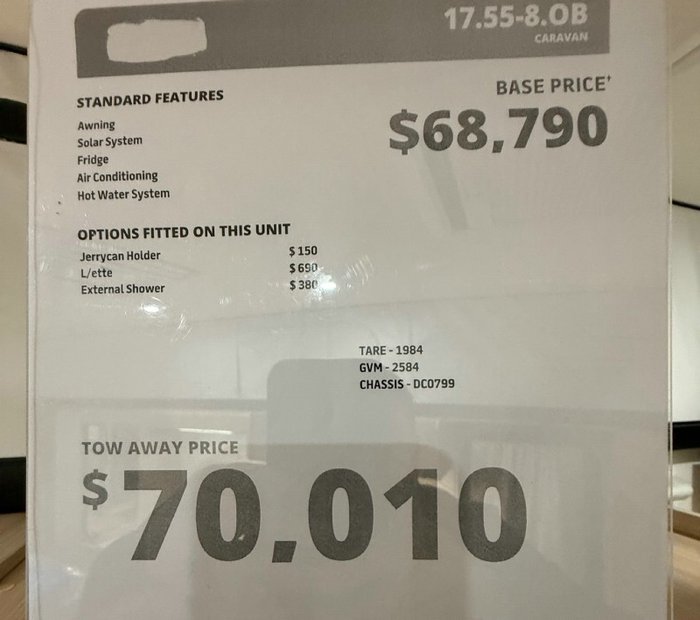 17.55-8.OB
CARAVAN
STANDARD FEATURES
Awning
Solar System
Fridge
Air Conditioning
Hot Water System
BASE PRICE†
$68,790
OPTIONS FITTED ON THIS UNIT
Jerrycan Holder $150
L/ette $690
External Shower $380
TARE - 1984
GVM - 2584
CHASSIS - DC0799
TOW AWAY PRICE
$70.010